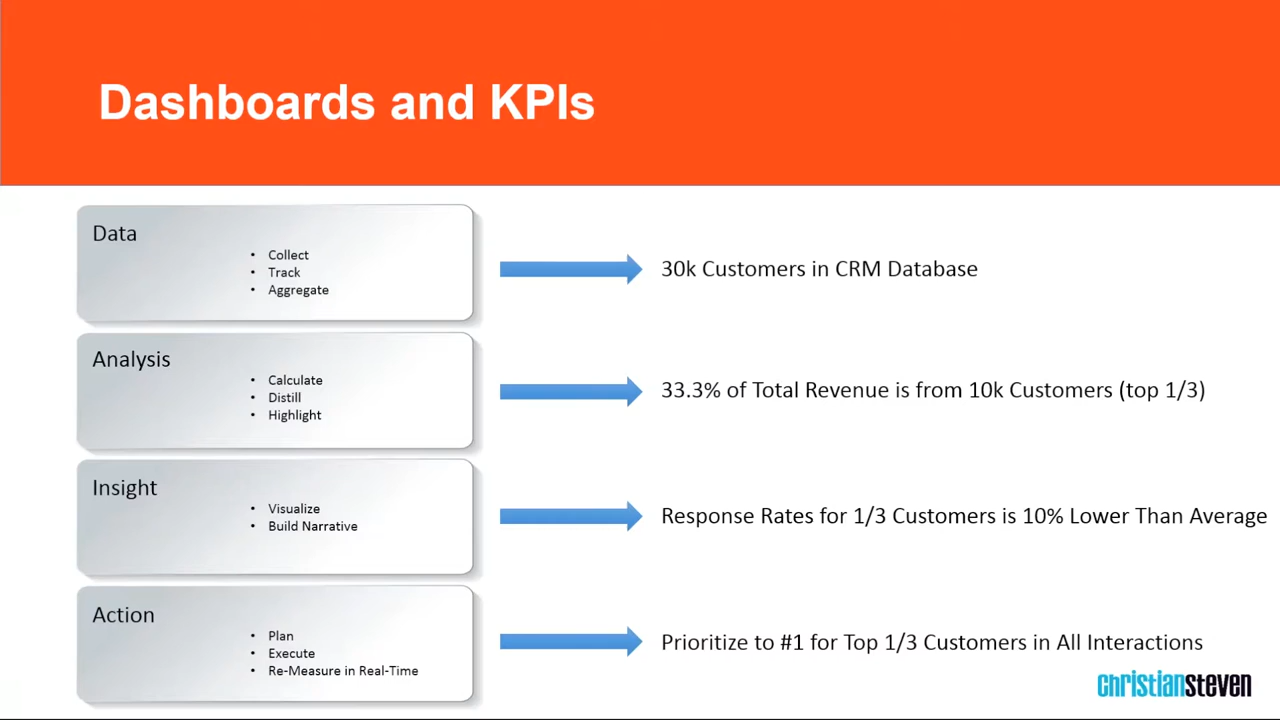 Dashboards and KPIs
Data
• Collect
• Track
• Aggregate
30k Customers in CRM Database
Analysis
• Calculate
• Distill
• Highlight
33.3% of Total Revenue is from 10k Customers (top 1/3)
Insight
• Visualize
• Build Narrative
Response Rates for 1/3 Customers is 10% Lower Than Average
Action
• Plan
• Execute
• Re-Measure in Real-Time
Prioritize to #1 for Top 1/3 Customers in All Interactions
christiansteven